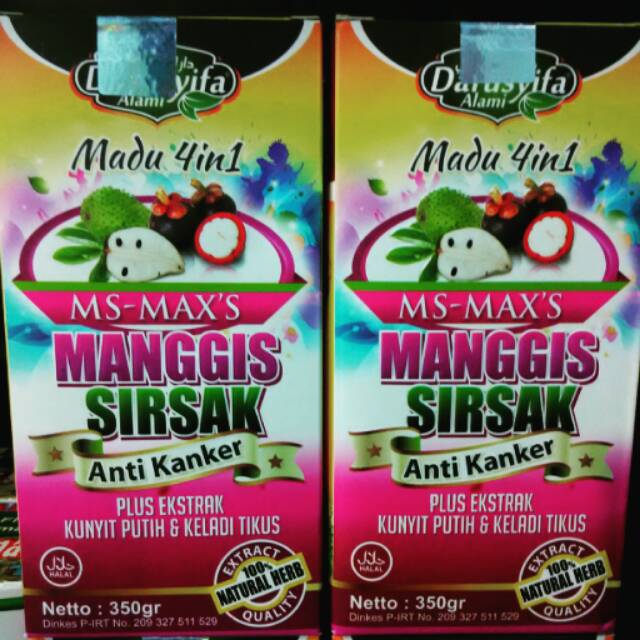 Alami
Madu 4in1
MS-MAX'S
MANGGIS
SIRSAK
Anti Kanker
PLUS EKSTRAK
KUNYIT PUTIH & KELADI TIKUS
حلال
HALAL
EXTRACT
100%
NATURAL HERB
QUALITY
Netto : 350gr
Dinkes P-IRT No. 209 327 511 529
Darusyifa
Alami
Madu 4in1
MS-MAX'S
MANGGIS
SIRSAK
Anti Kanker
PLUS EKSTRAK
KUNYIT PUTIH & KELADI TIKUS
حلال
HALAL
EXTRACT
100%
NATURAL HERB
QUALITY
Netto : 350gr
Dinkes P-IRT No. 209 327 511 529